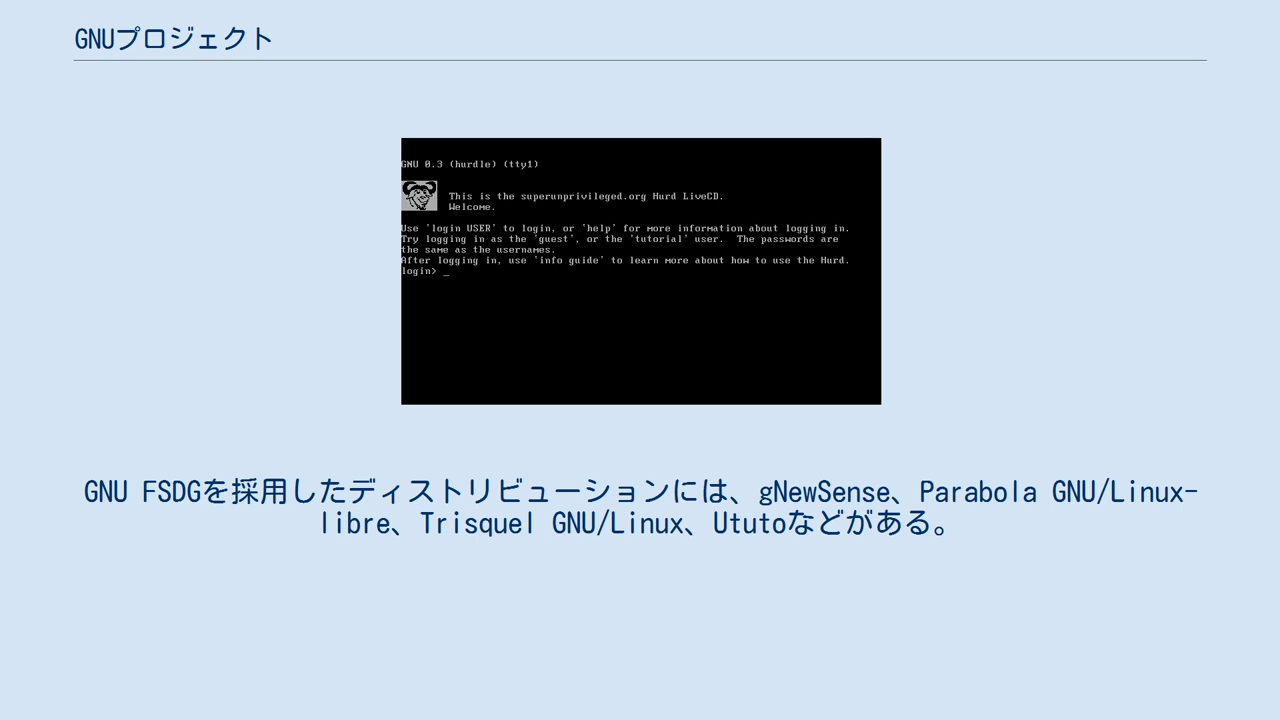 GNUプロジェクト
GNU 0.3 (hurdle) (tty1)
This is the superunprivileged.org Hurd LiveCD.
Welcome.
Use 'login USER' to login, or 'help' for more information about logging in.
Try logging in as the 'guest', or the 'tutorial' user.  The passwords are
the same as the usernames.
After logging in, use 'info guide' to learn more about how to use the Hurd.
login> _
GNU FSDGを採用したディストリビューションには、gNewSense、Parabola GNU/Linux-
libre、Trisquel GNU/Linux、Ututoなどがある。